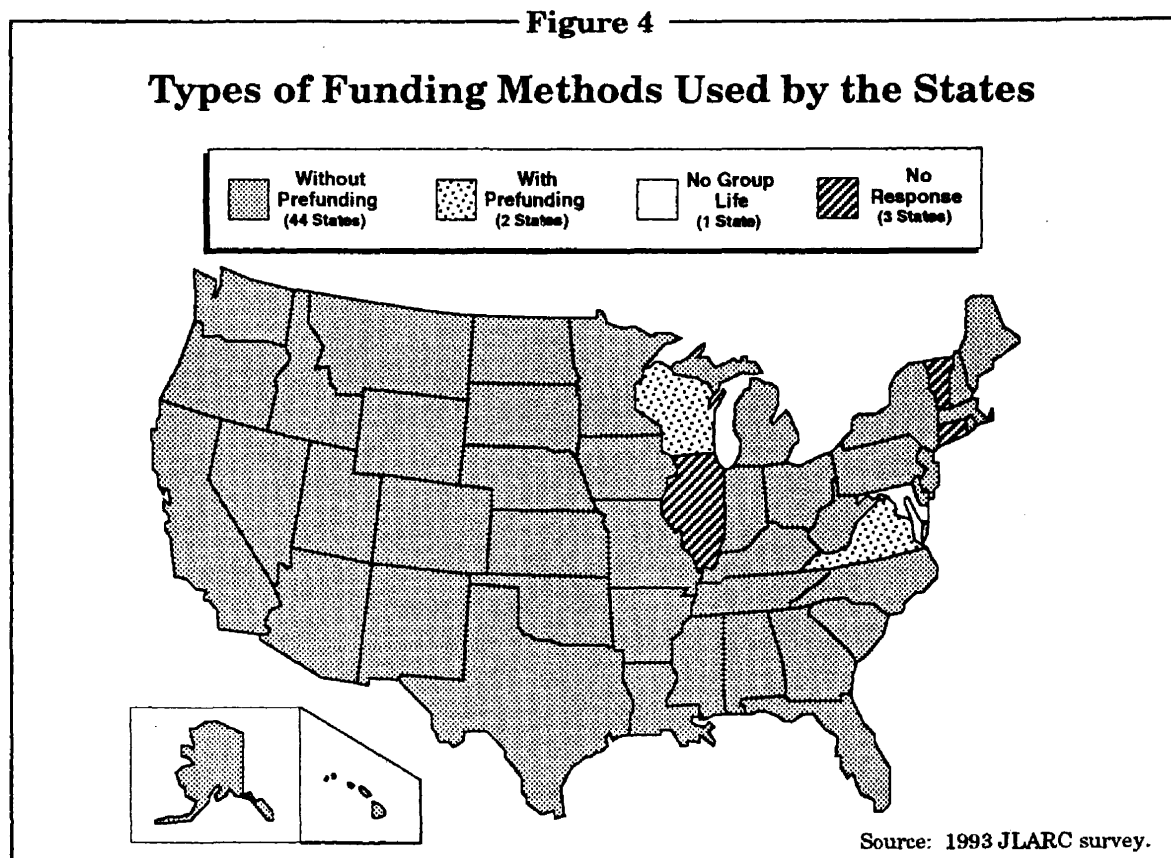 Figure 4
Types of Funding Methods Used by the States
Without
Prefunding
(44 States)
With
Prefunding
(2 States)
No Group
Life
(1 State)
No
Response
(3 States)
Source: 1993 JLARC survey.